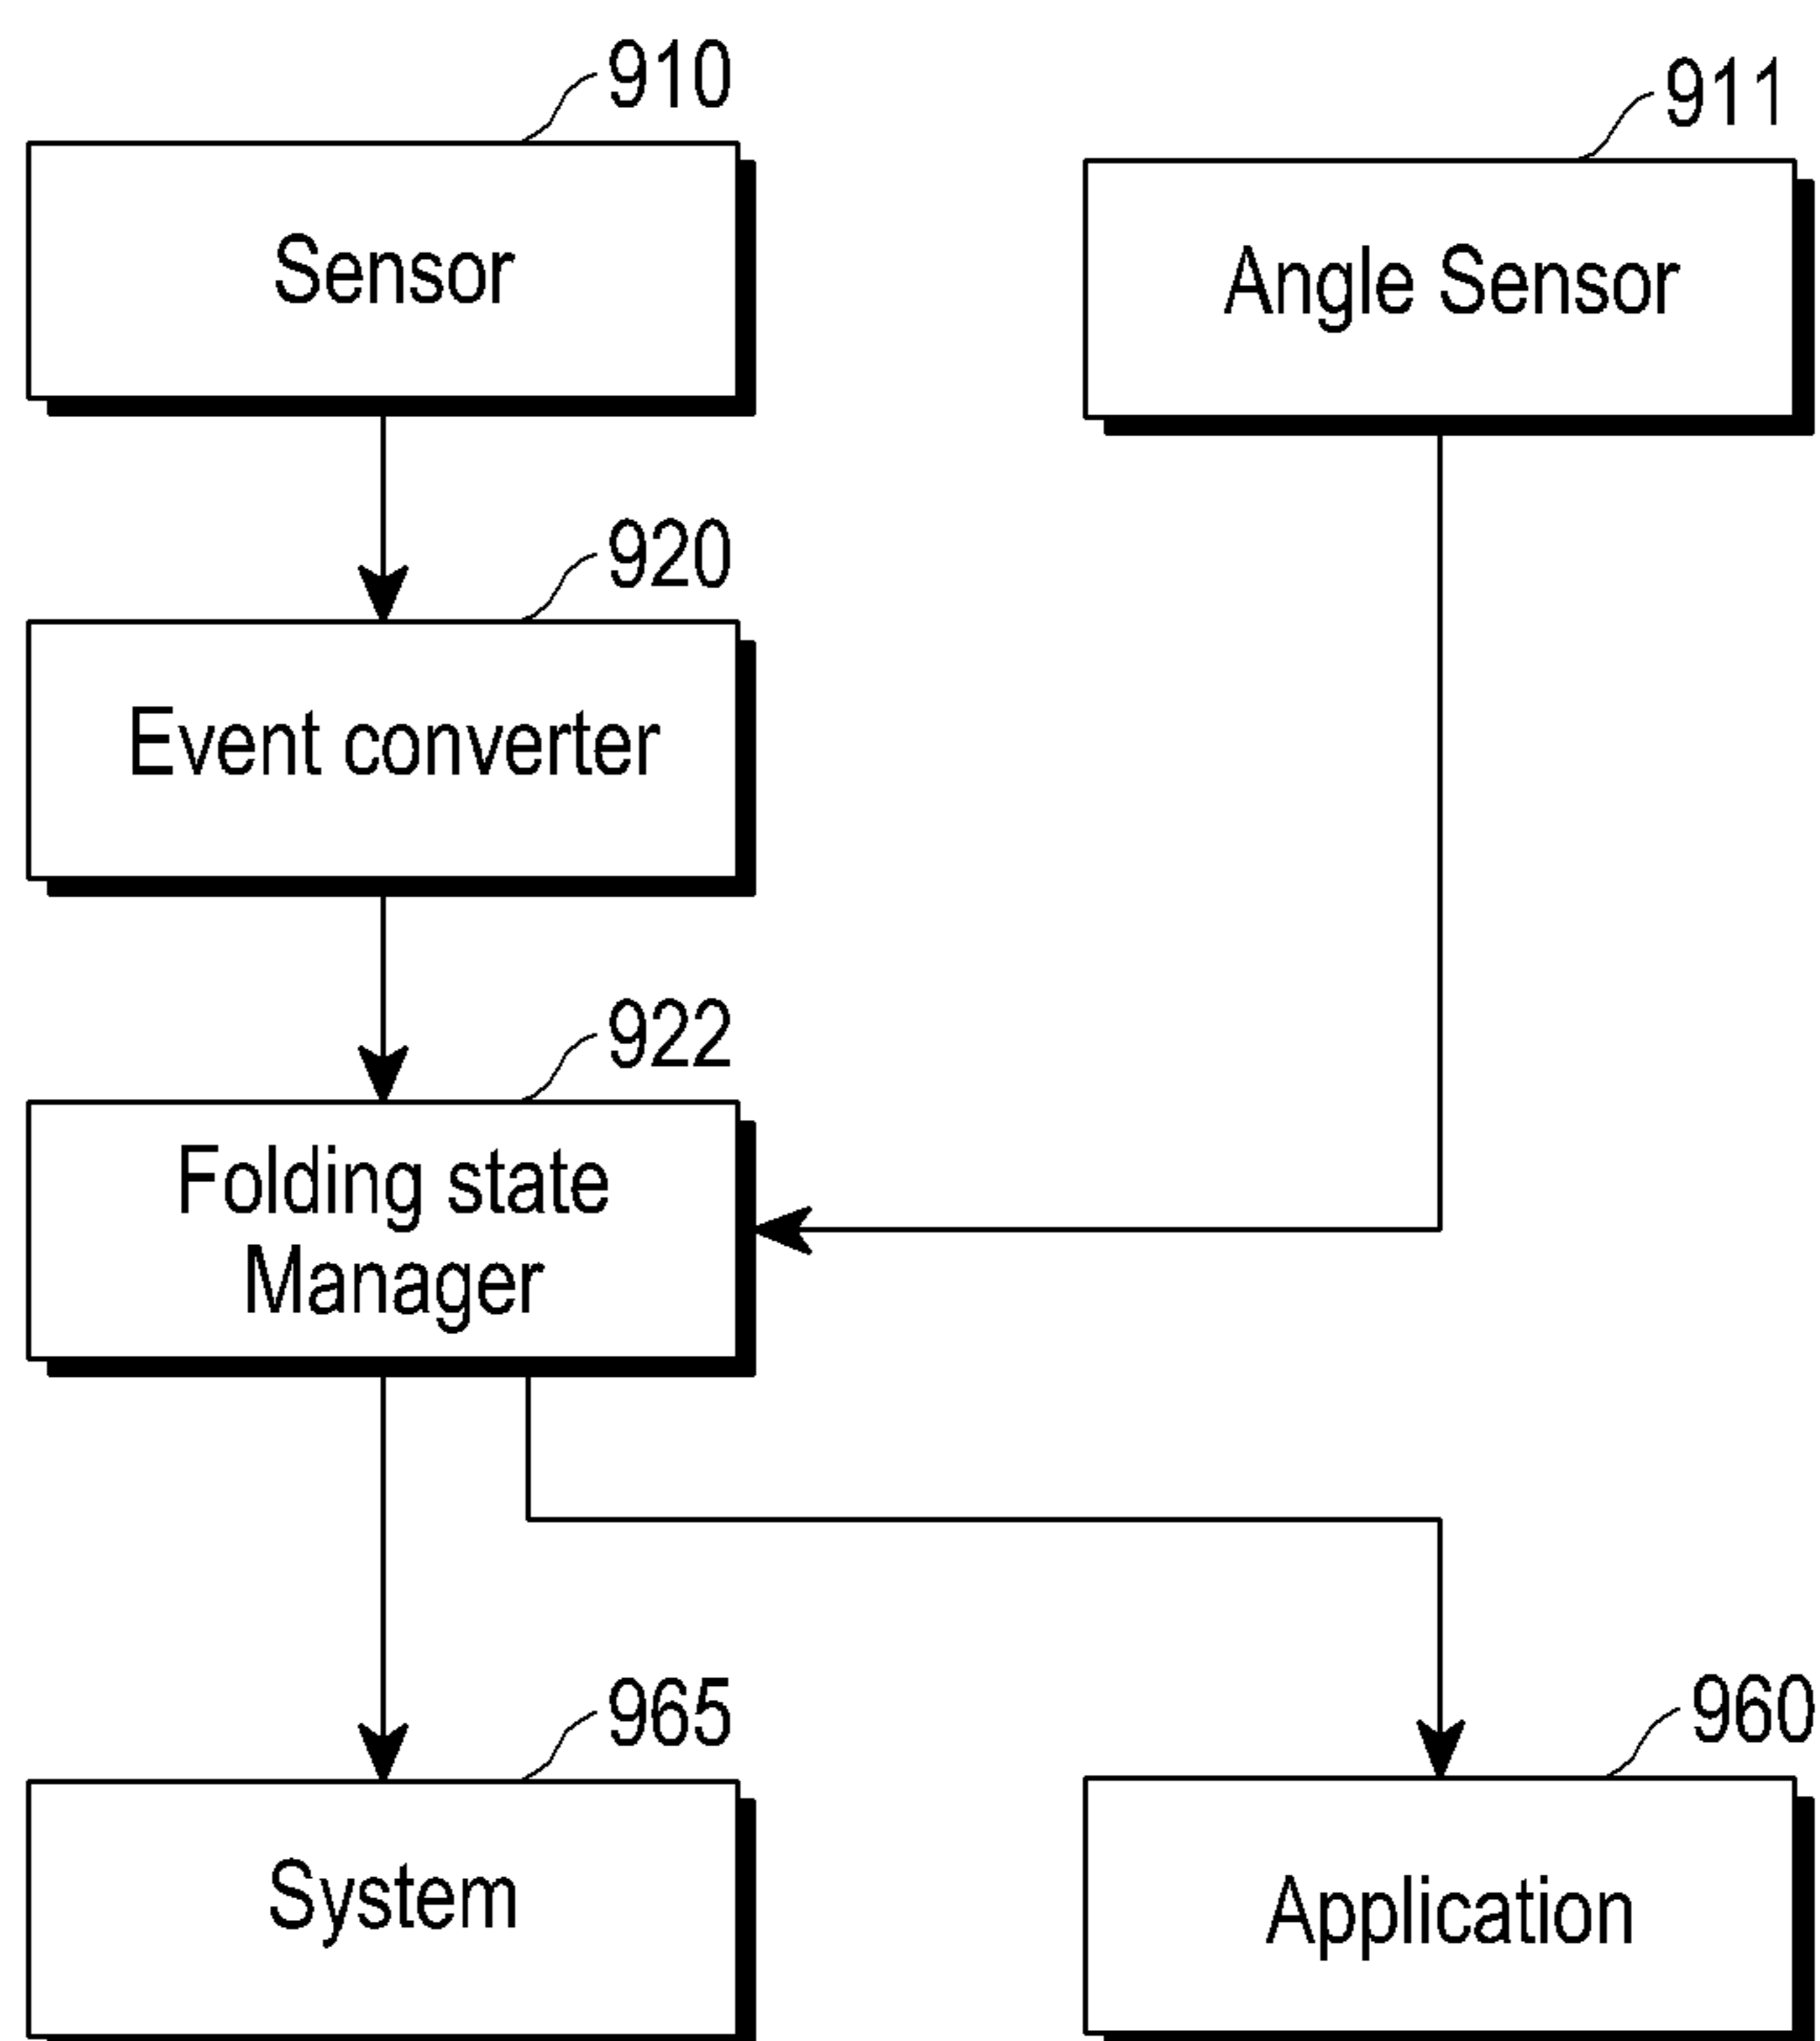 910
911
Sensor
Angle Sensor
920
Event converter
922
Folding state
Manager
965
960
System
Application